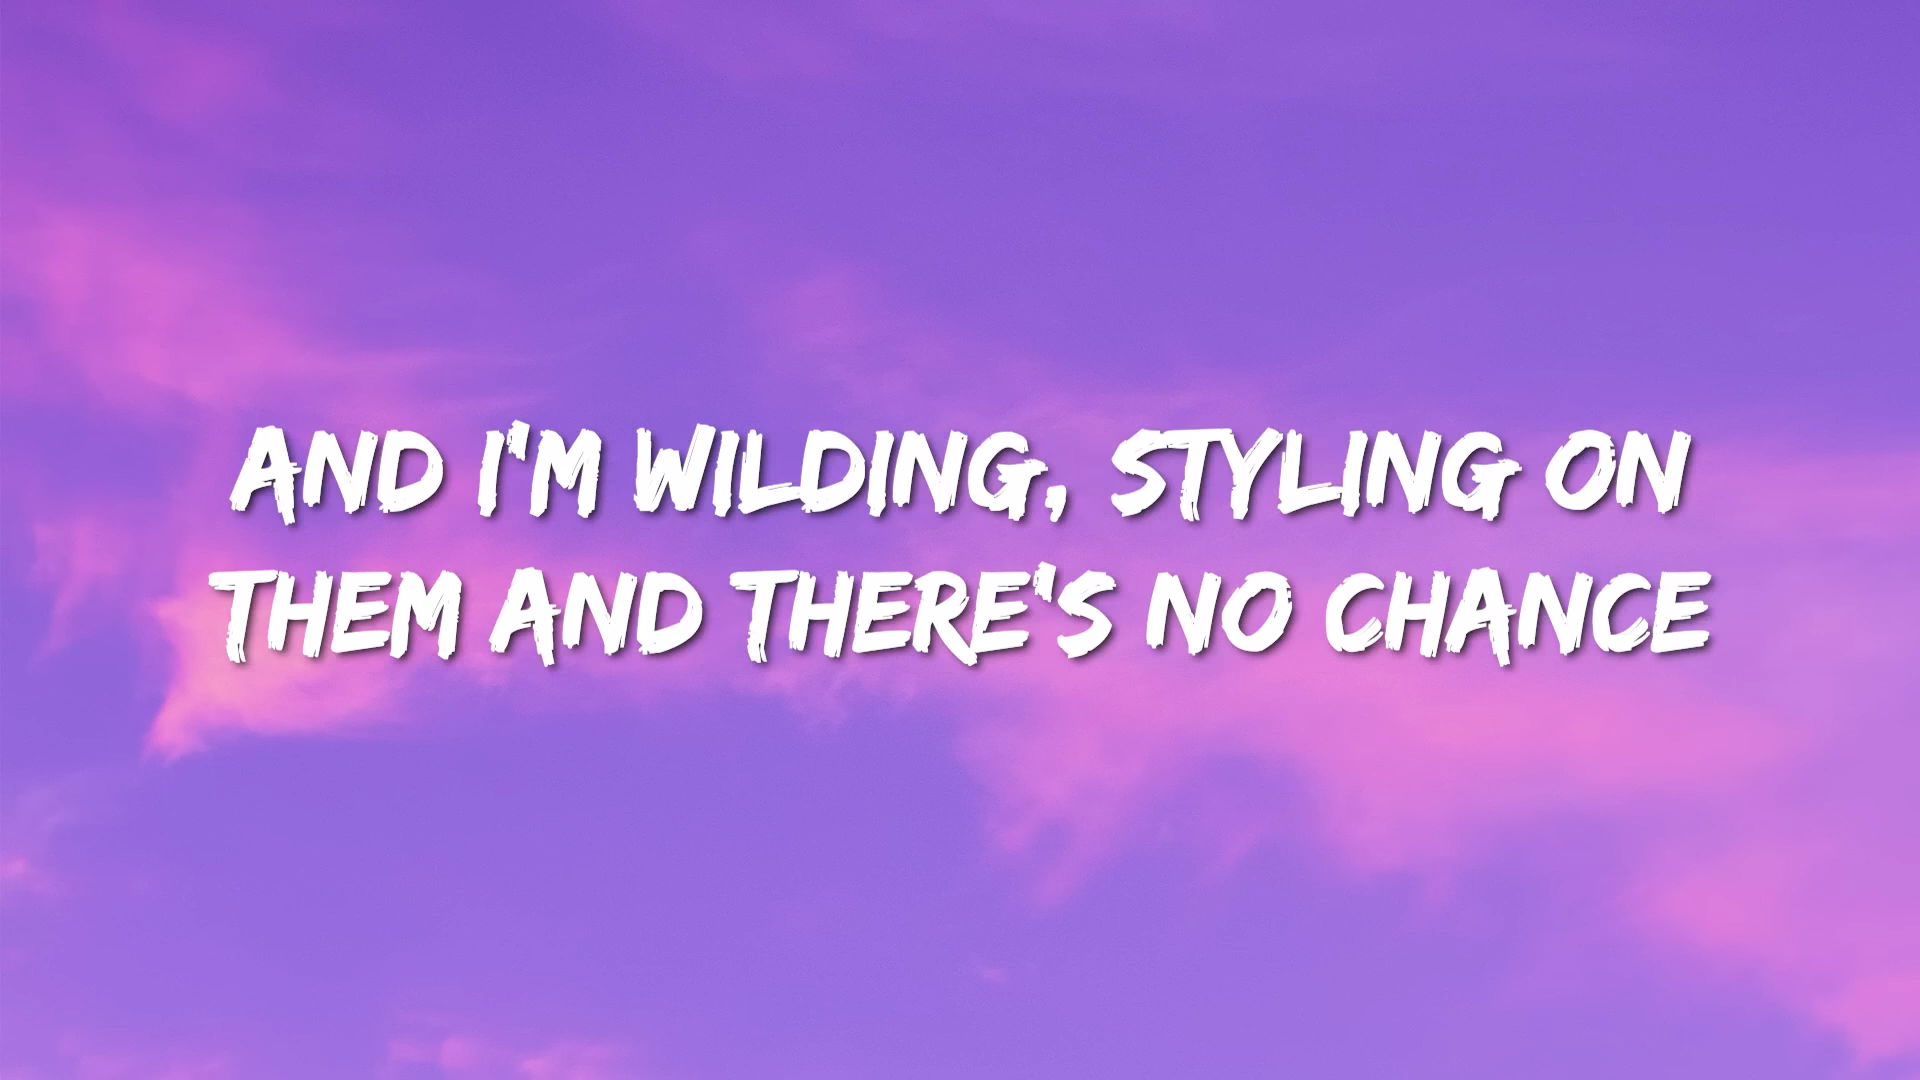 AND I'M WILDING, STYLING ON
THEM AND THERE'S NO CHANCE